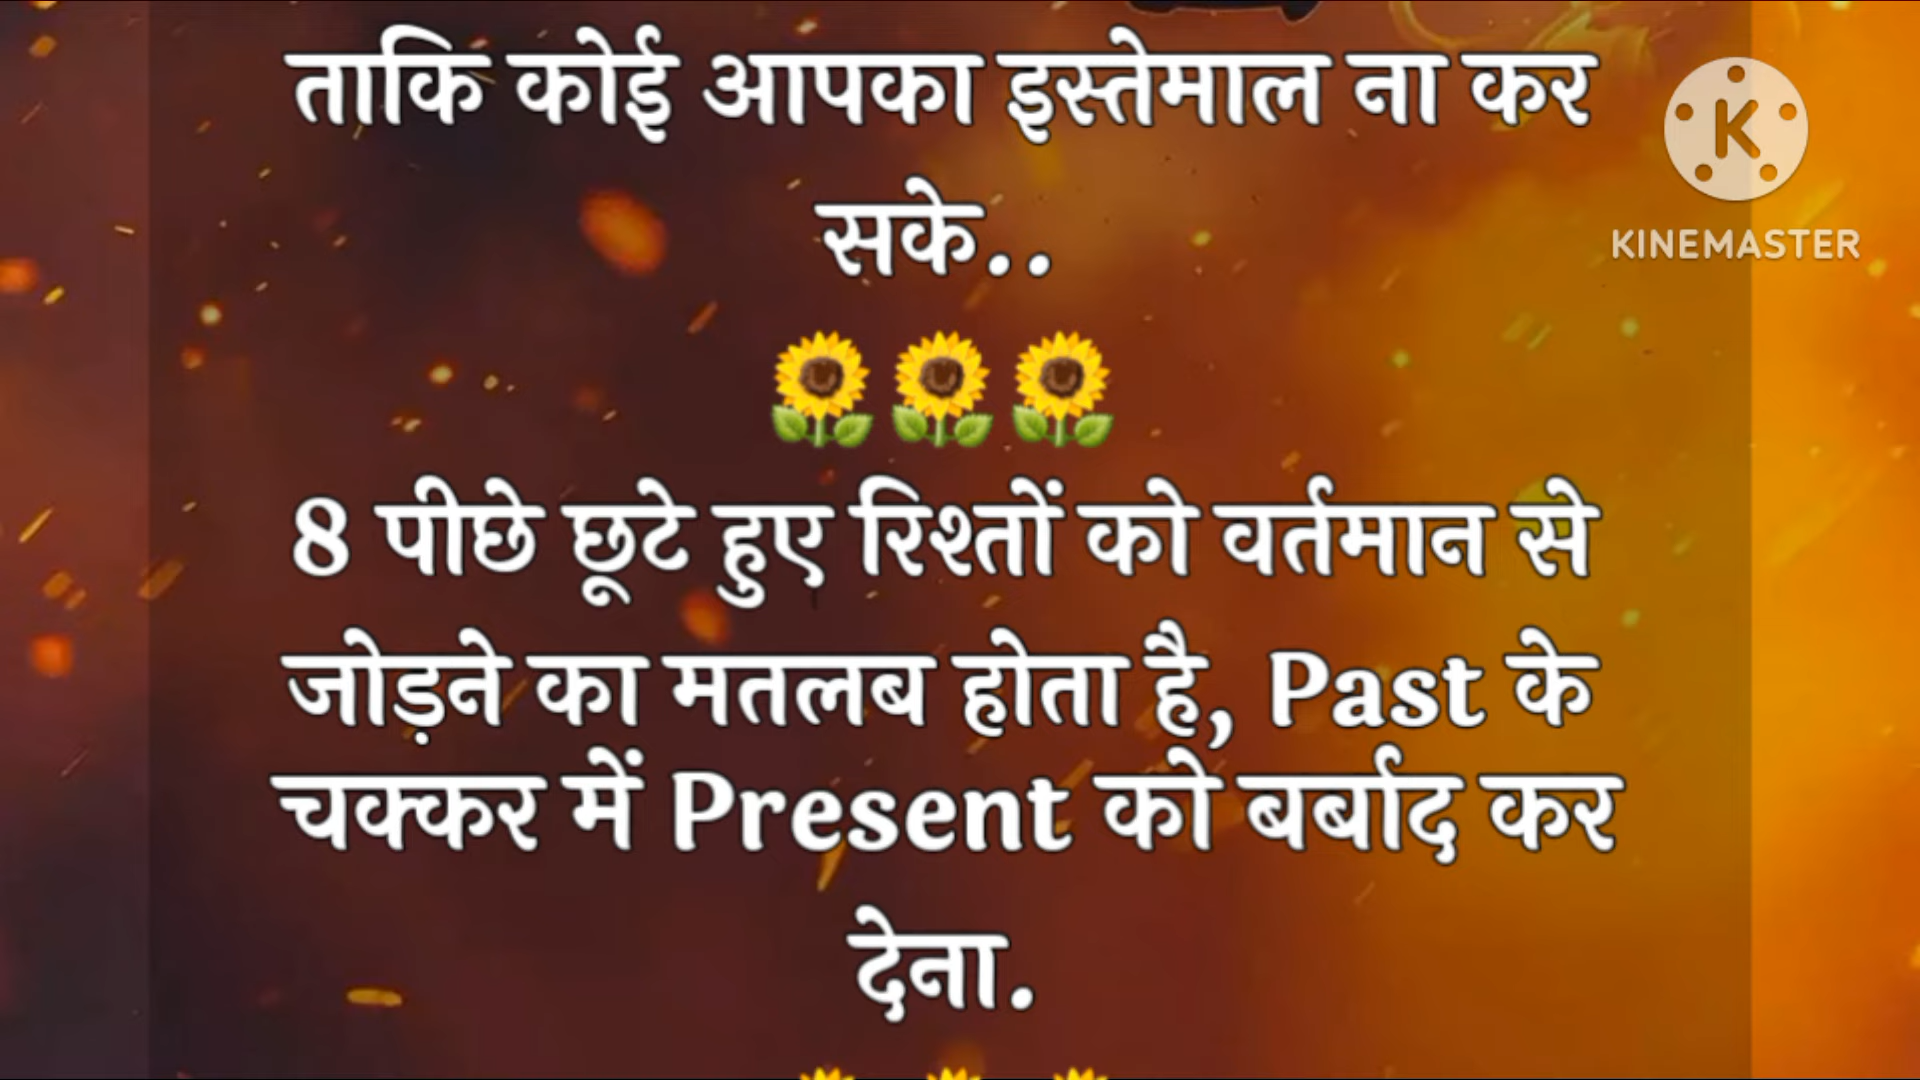 ताकि कोई आपका इस्तेमाल ना कर
सके..
KINEMASTER
🌻🌻🌻
8 पीछे छूटे हुए रिश्तों को वर्तमान से
जोड़ने का मतलब होता है, Past के
चक्कर में Present को बर्बाद कर
देना.